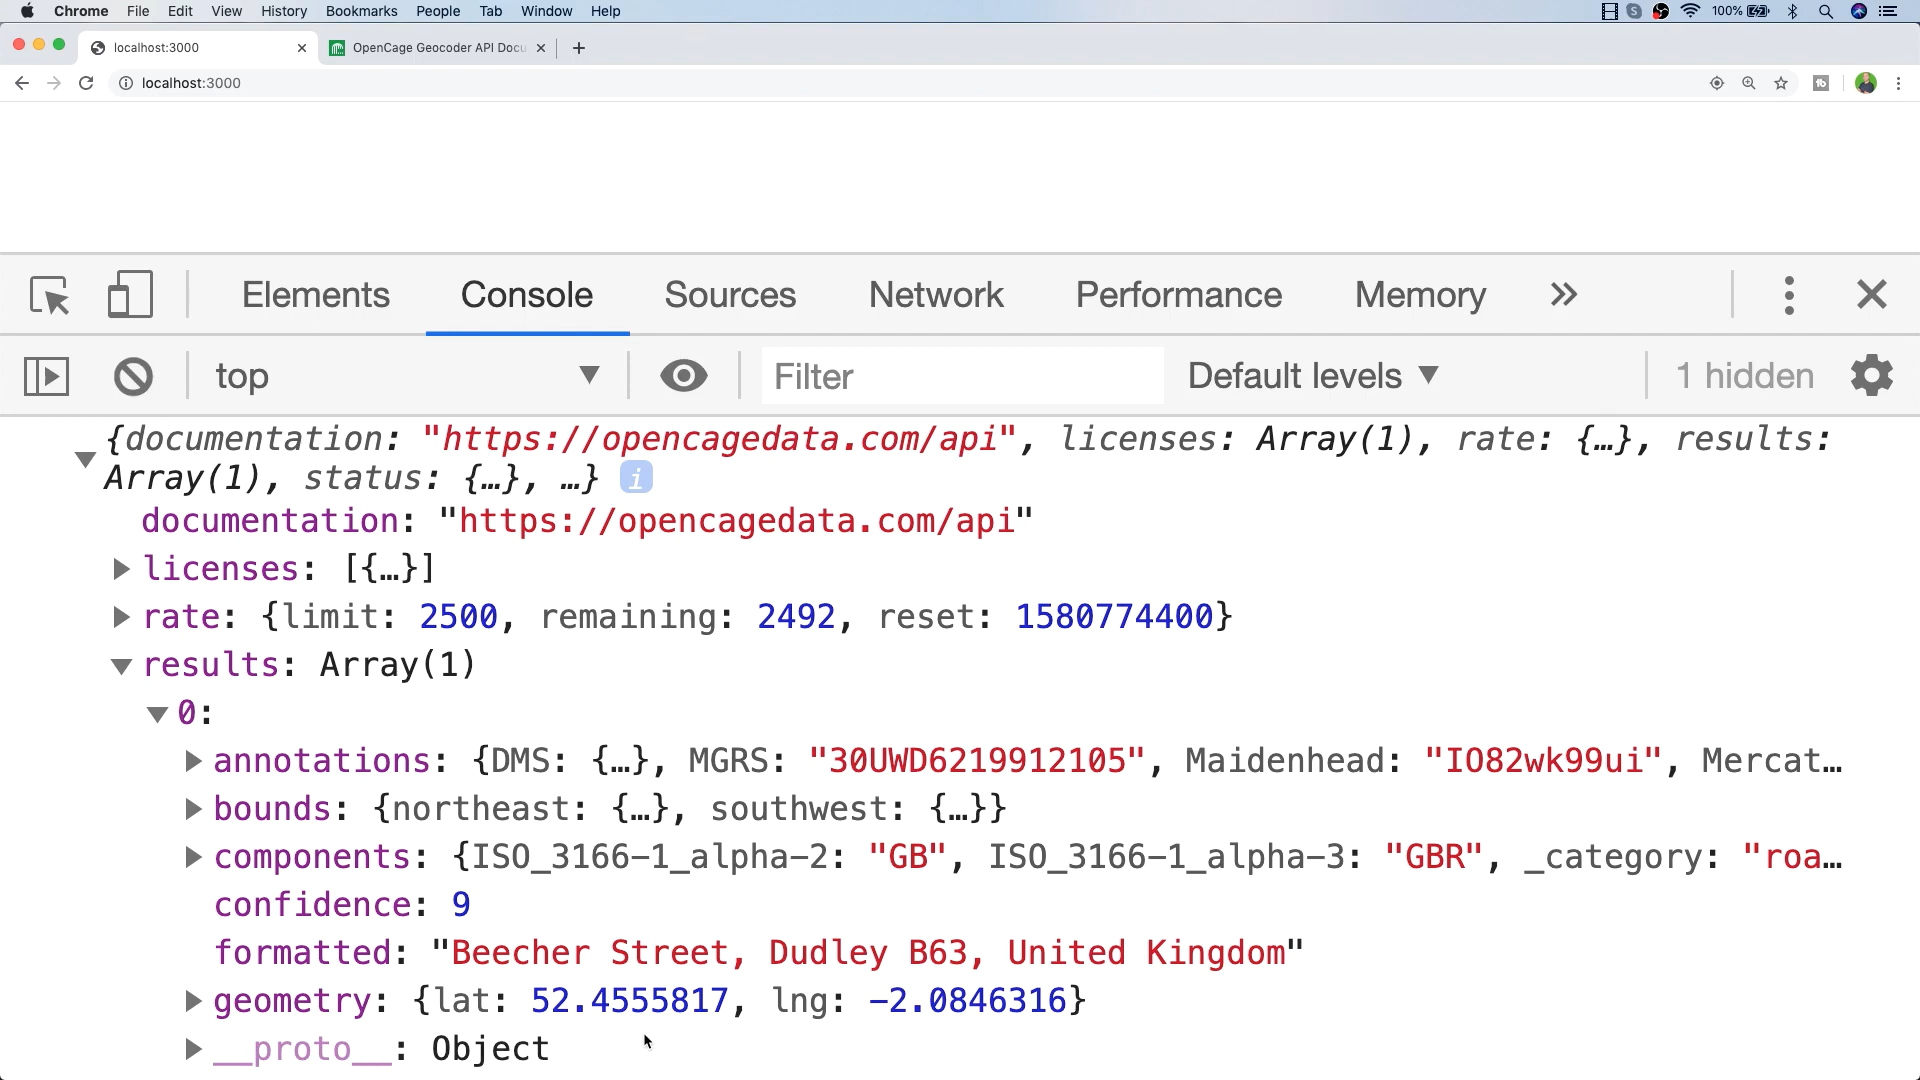 Chrome File Edit View History Bookmarks People Tab Window Help 100%
localhost:3000 OpenCage Geocoder API Docu
localhost:3000
Elements Console Sources Network Performance Memory
top Filter Default levels 1 hidden
{documentation: "https://opencagedata.com/api", licenses: Array(1), rate: {…}, results:
Array(1), status: {…}, …} i
documentation: "https://opencagedata.com/api"
licenses: [{…}]
rate: {limit: 2500, remaining: 2492, reset: 1580774400}
results: Array(1)
0:
annotations: {DMS: {…}, MGRS: "30UWD6219912105", Maidenhead: "IO82wk99ui", Mercat…
bounds: {northeast: {…}, southwest: {…}}
components: {ISO_3166-1_alpha-2: "GB", ISO_3166-1_alpha-3: "GBR", _category: "roa…
confidence: 9
formatted: "Beecher Street, Dudley B63, United Kingdom"
geometry: {lat: 52.4555817, lng: -2.0846316}
__proto__: Object